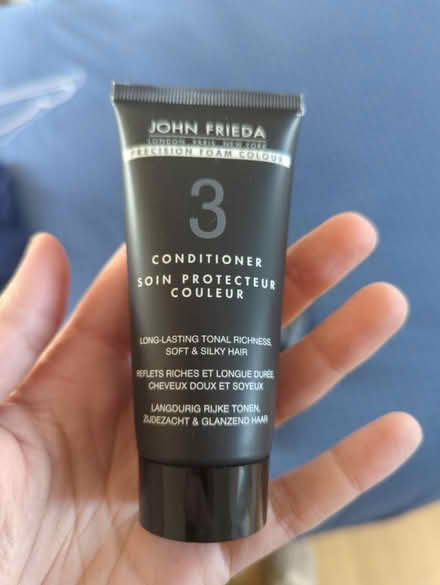 JOHN FRIEDA
LONDON PARIS NEW YORK
PRECISION FOAM COLOUR
3
CONDITIONER
SOIN PROTECTEUR
COULEUR
LONG-LASTING TONAL RICHNESS,
SOFT & SILKY HAIR
REFLETS RICHES ET LONGUE DURÉE,
CHEVEUX DOUX ET SOYEUX
LANGDURIG RIJKE TONEN,
ZIJDEZACHT & GLANZEND HAAR